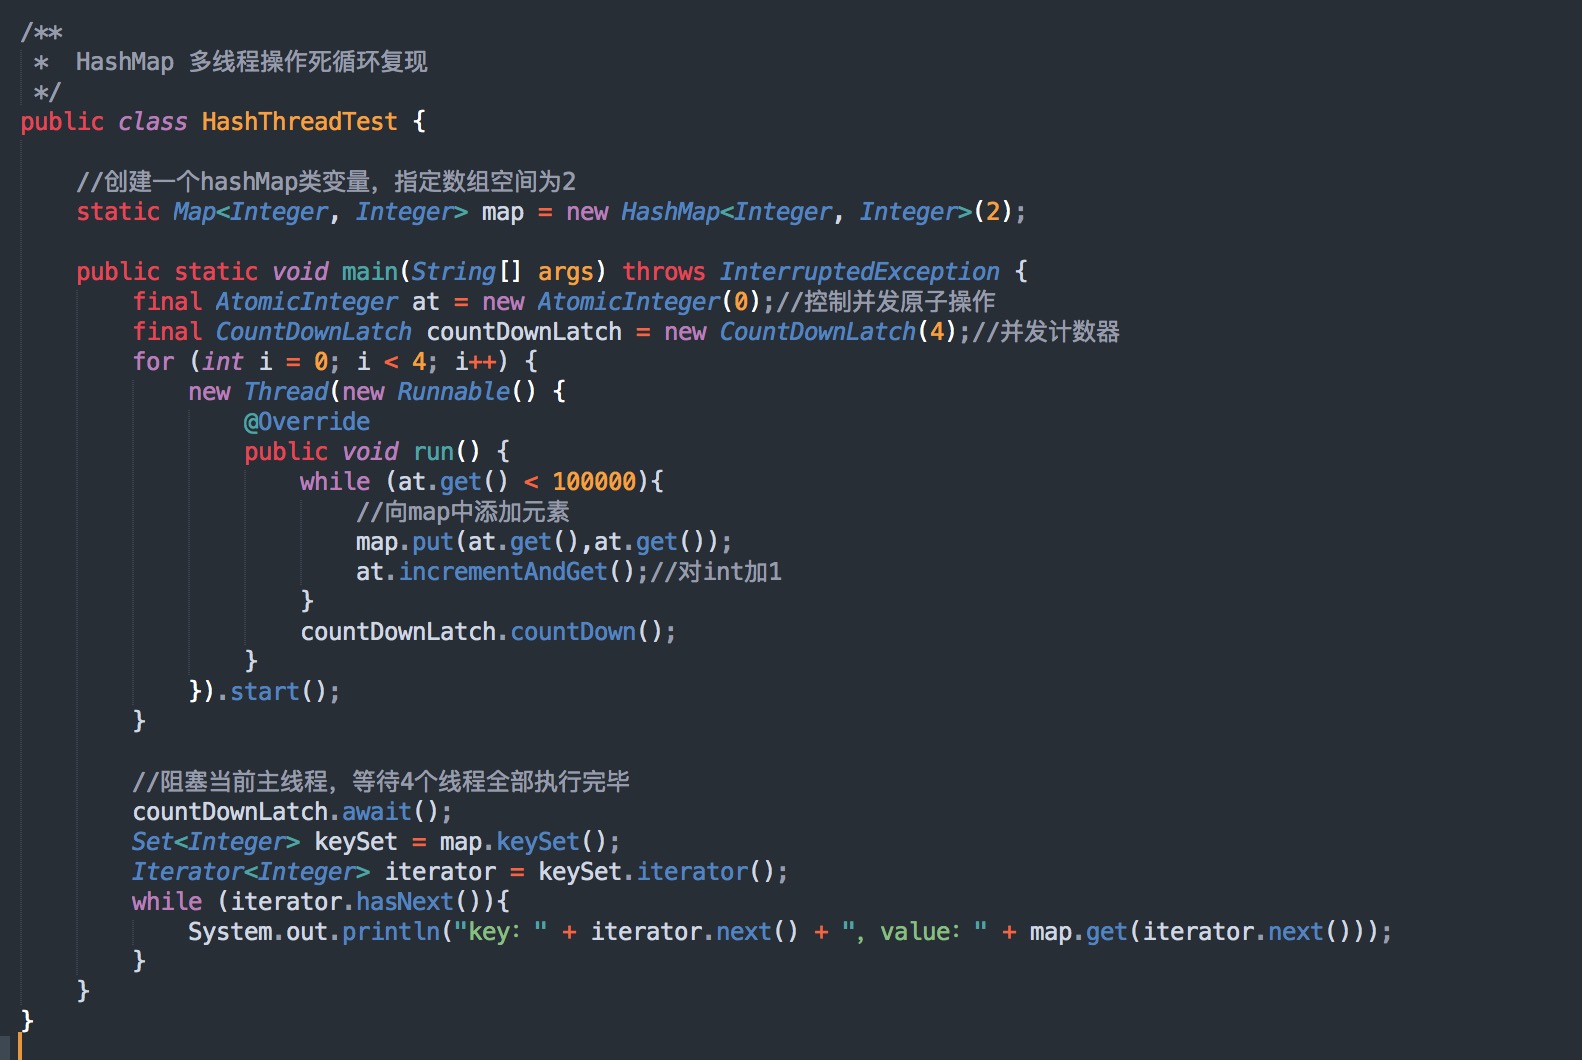 /**
 *  HashMap 多线程操作死循环复现
 */
public class HashThreadTest {
    //创建一个hashMap类变量，指定数组空间为2
    static Map<Integer, Integer> map = new HashMap<Integer, Integer>(2);
    public static void main(String[] args) throws InterruptedException {
        final AtomicInteger at = new AtomicInteger(0);//控制并发原子操作
        final CountDownLatch countDownLatch = new CountDownLatch(4);//并发计数器
        for (int i = 0; i < 4; i++) {
            new Thread(new Runnable() {
                @Override
                public void run() {
                    while (at.get() < 100000){
                        //向map中添加元素
                        map.put(at.get(),at.get());
                        at.incrementAndGet();//对int加1
                    }
                    countDownLatch.countDown();
                }
            }).start();
        }
        //阻塞当前主线程，等待4个线程全部执行完毕
        countDownLatch.await();
        Set<Integer> keySet = map.keySet();
        Iterator<Integer> iterator = keySet.iterator();
        while (iterator.hasNext()){
            System.out.println("key：" + iterator.next() + "，value：" + map.get(iterator.next()));
        }
    }
}